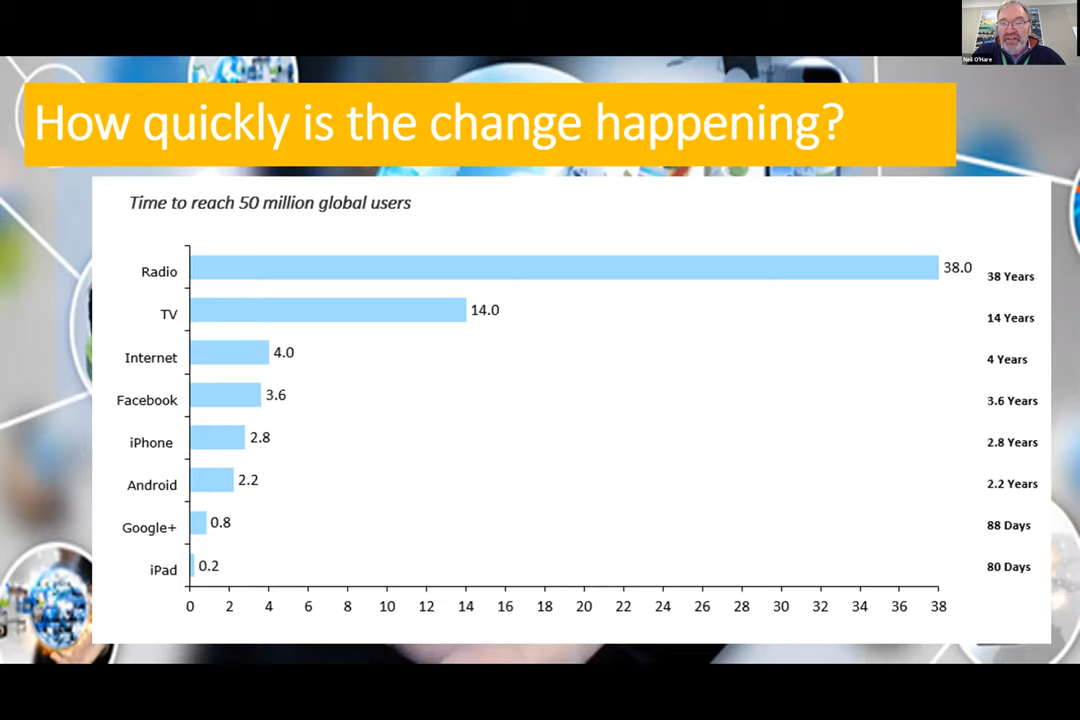 Neil O'Hare
How quickly is the change happening?
Time to reach 50 million global users
Radio 38.0 38 Years
TV 14.0 14 Years
Internet 4.0 4 Years
Facebook 3.6 3.6 Years
iPhone 2.8 2.8 Years
Android 2.2 2.2 Years
Google+ 0.8 88 Days
iPad 0.2 80 Days
0 2 4 6 8 10 12 14 16 18 20 22 24 26 28 30 32 34 36 38